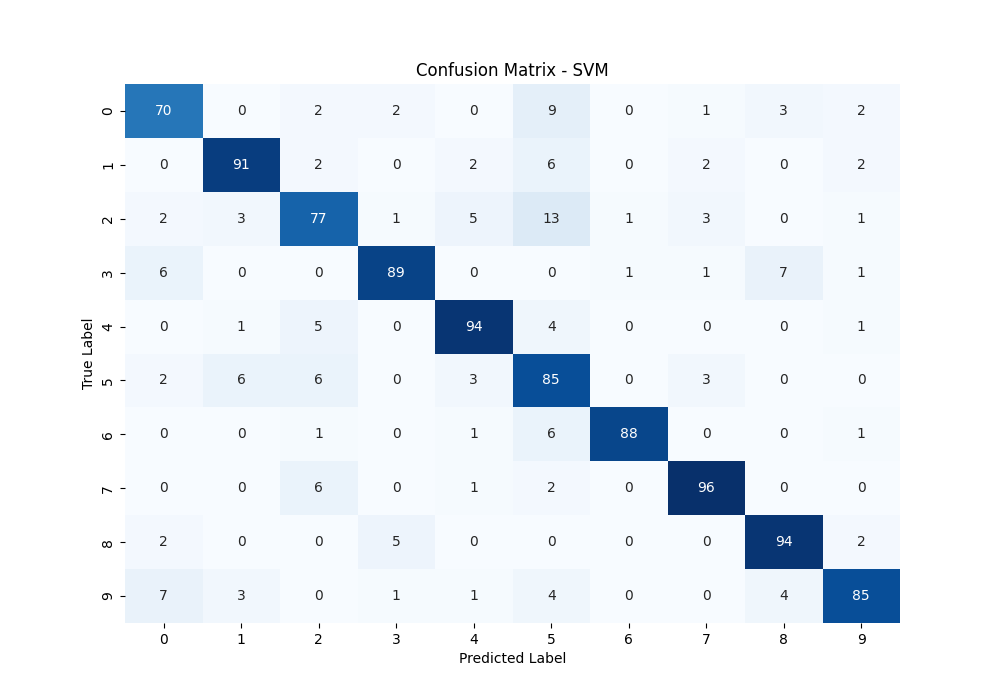 Confusion Matrix - SVM
0 70 0 2 2 0 9 0 1 3 2
1 0 91 2 0 2 6 0 2 0 2
2 2 3 77 1 5 13 1 3 0 1
3 6 0 0 89 0 0 1 1 7 1
4 0 1 5 0 94 4 0 0 0 1
5 2 6 6 0 3 85 0 3 0 0
6 0 0 1 0 1 6 88 0 0 1
7 0 0 6 0 1 2 0 96 0 0
8 2 0 0 5 0 0 0 0 94 2
9 7 3 0 1 1 4 0 0 4 85
True Label
0 1 2 3 4 5 6 7 8 9
Predicted Label